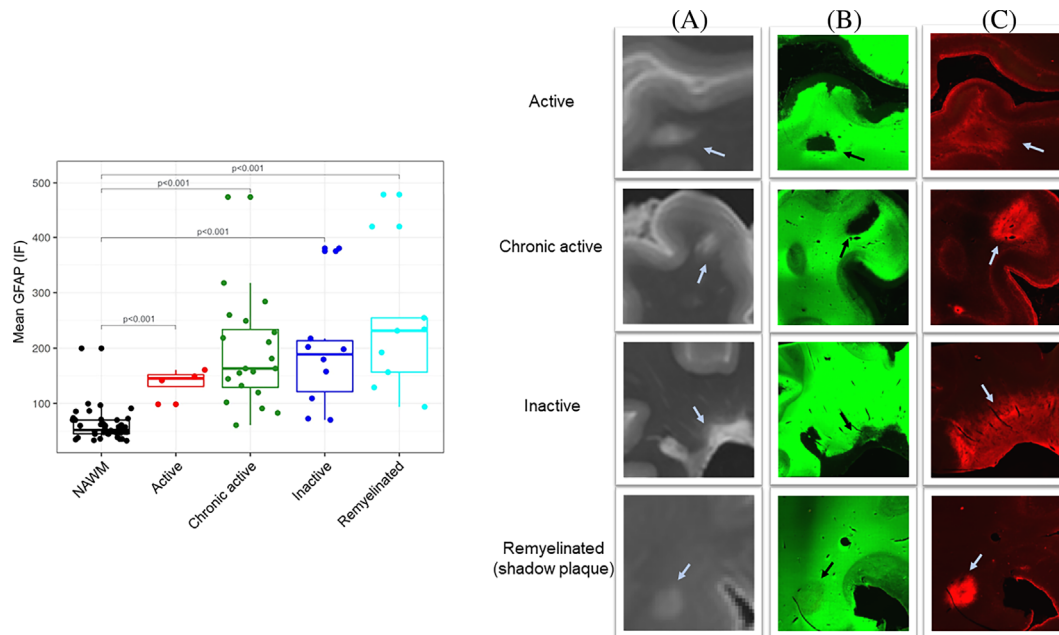 (A)
(B)
(C)
Active
Chronic active
Inactive
Remyelinated
(shadow plaque)
Mean GFAP (IF)
500
400
300
200
100
p<0.001
p<0.001
p<0.001
p<0.001
NAWM
Active
Chronic active
Inactive
Remyelinated